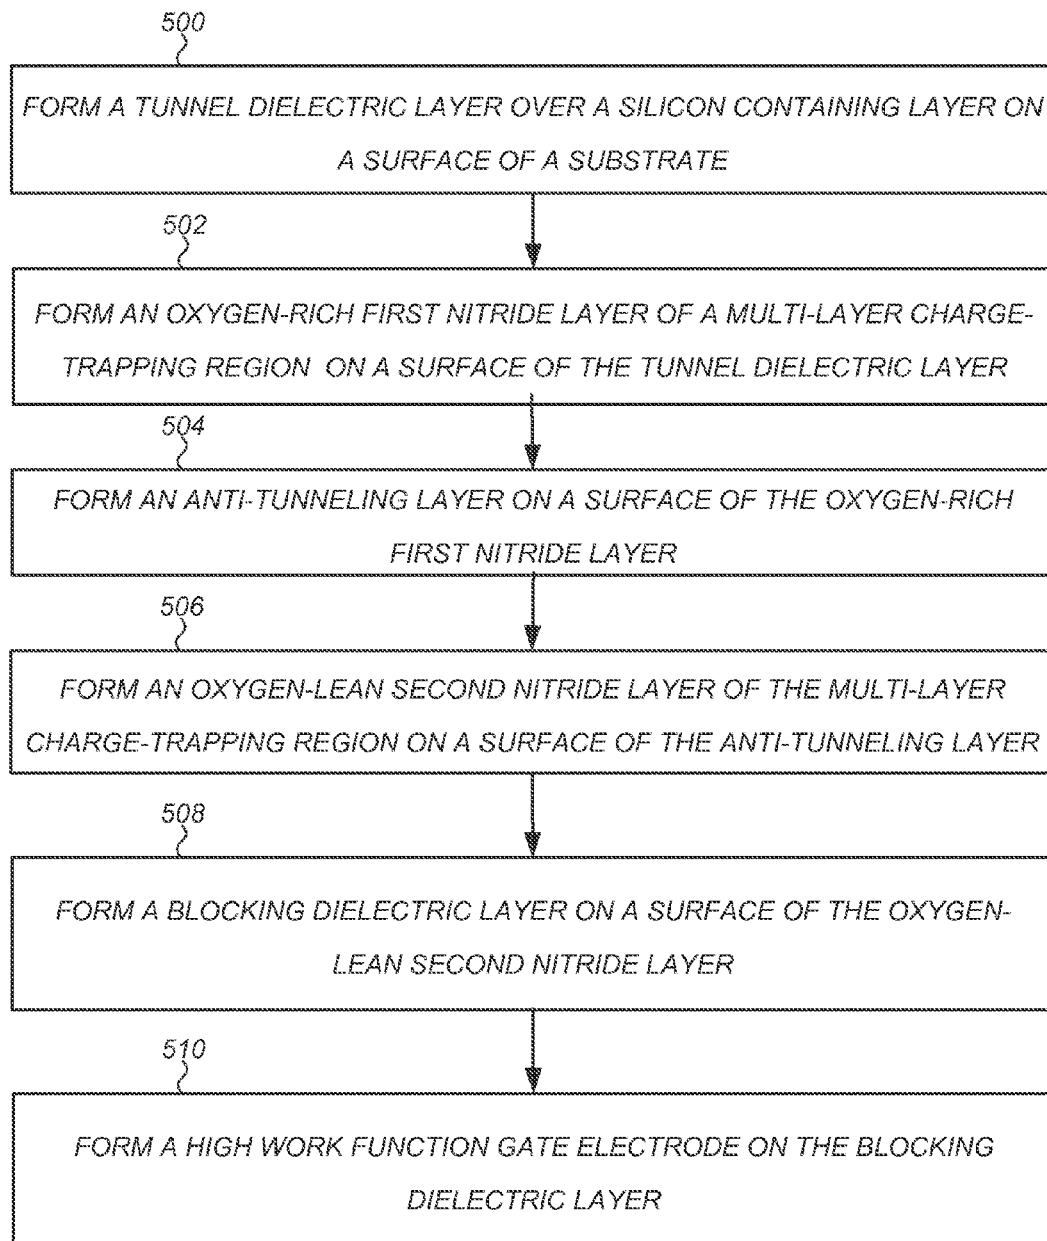 500
FORM A TUNNEL DIELECTRIC LAYER OVER A SILICON CONTAINING LAYER ON
A SURFACE OF A SUBSTRATE
502
FORM AN OXYGEN-RICH FIRST NITRIDE LAYER OF A MULTI-LAYER CHARGE-
TRAPPING REGION ON A SURFACE OF THE TUNNEL DIELECTRIC LAYER
504
FORM AN ANTI-TUNNELING LAYER ON A SURFACE OF THE OXYGEN-RICH
FIRST NITRIDE LAYER
506
FORM AN OXYGEN-LEAN SECOND NITRIDE LAYER OF THE MULTI-LAYER
CHARGE-TRAPPING REGION ON A SURFACE OF THE ANTI-TUNNELING LAYER
508
FORM A BLOCKING DIELECTRIC LAYER ON A SURFACE OF THE OXYGEN-
LEAN SECOND NITRIDE LAYER
510
FORM A HIGH WORK FUNCTION GATE ELECTRODE ON THE BLOCKING
DIELECTRIC LAYER